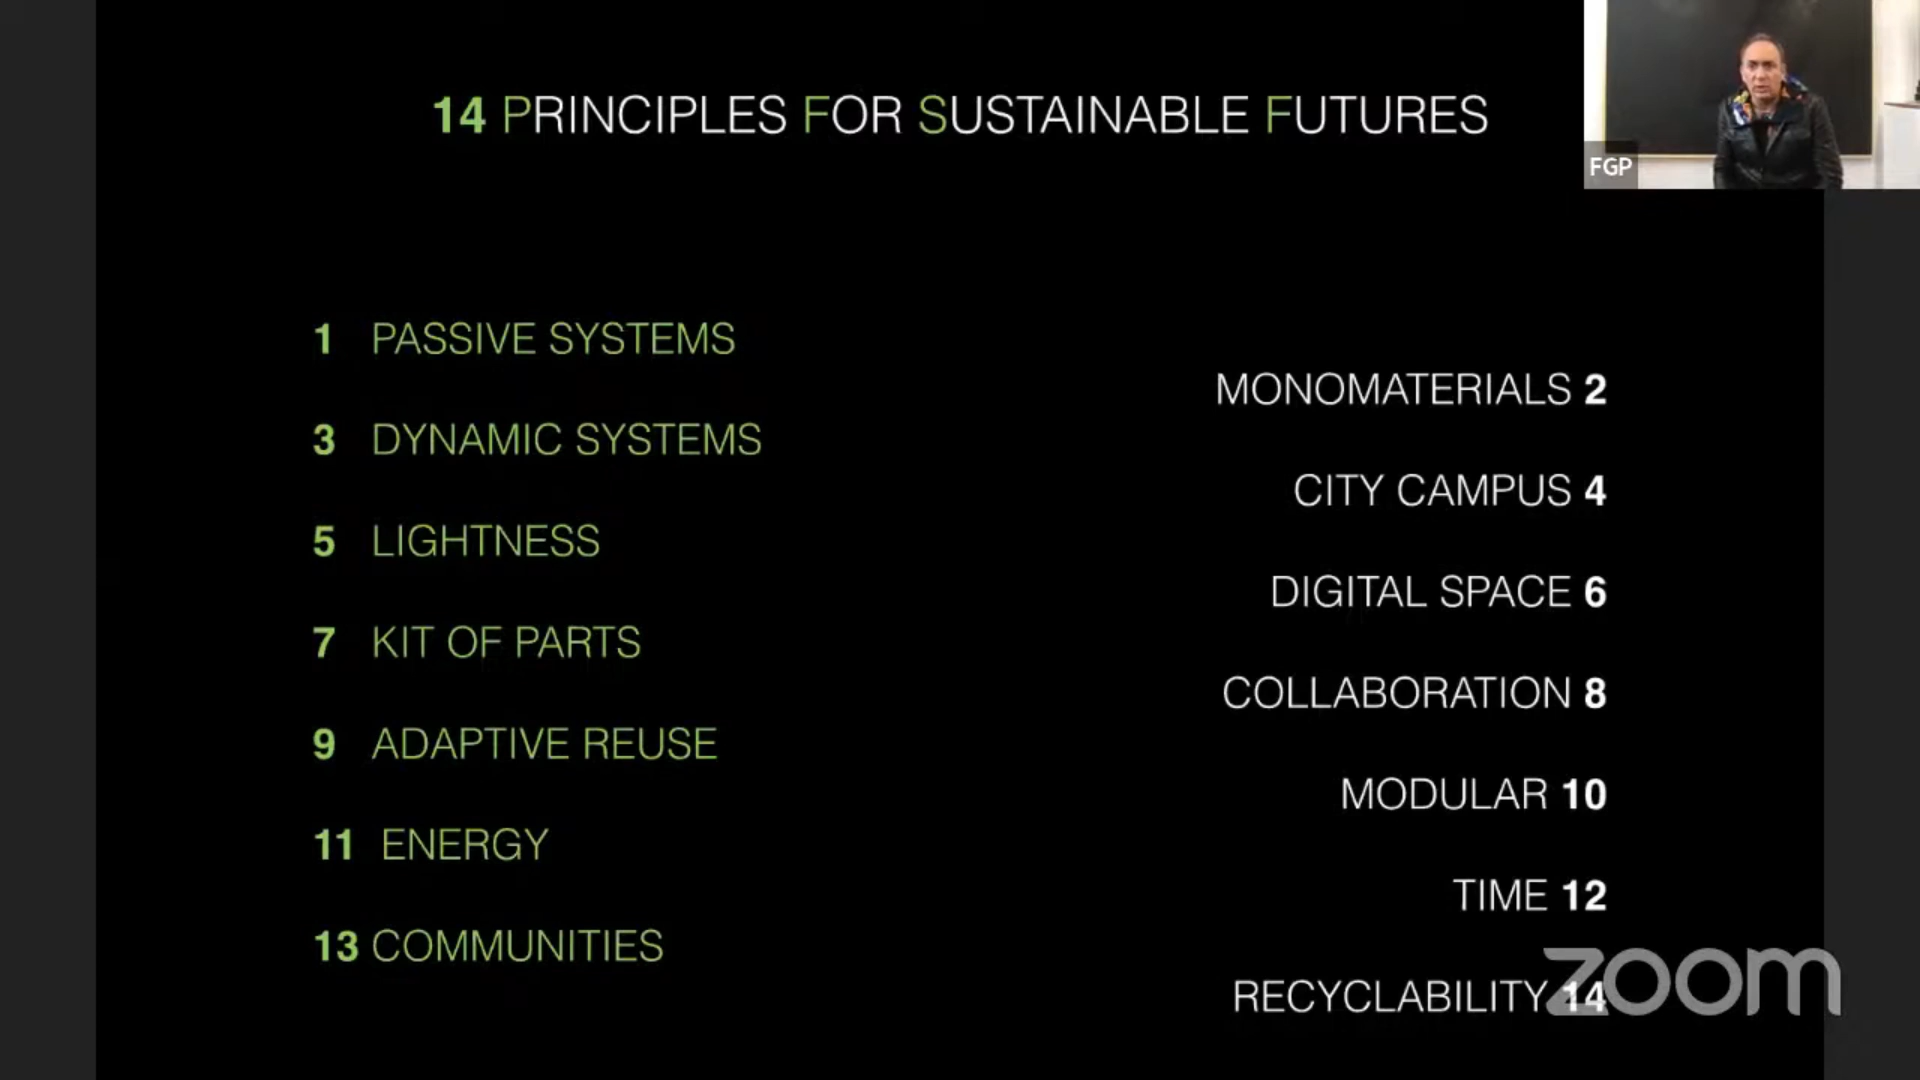 14 PRINCIPLES FOR SUSTAINABLE FUTURES
FGP
1 PASSIVE SYSTEMS
MONOMATERIALS 2
3 DYNAMIC SYSTEMS
CITY CAMPUS 4
5 LIGHTNESS
DIGITAL SPACE 6
7 KIT OF PARTS
COLLABORATION 8
9 ADAPTIVE REUSE
MODULAR 10
11 ENERGY
TIME 12
13 COMMUNITIES
RECYCLABILITY 14
zoom